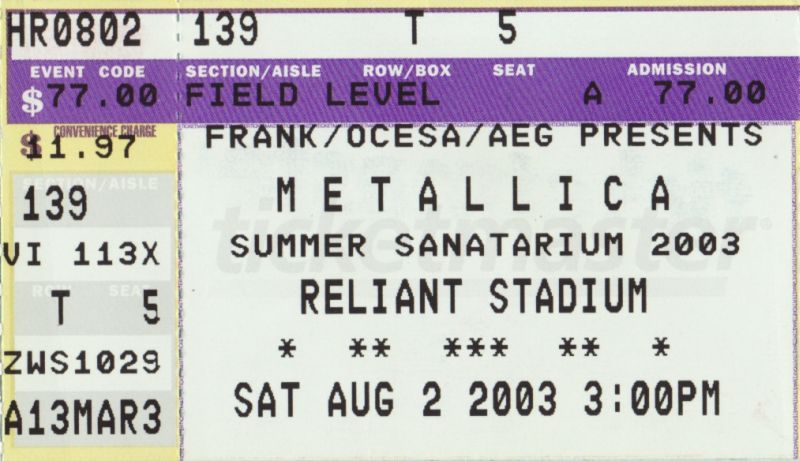 HR0802 139 T 5
EVENT CODE SECTION/AISLE ROW/BOX SEAT ADMISSION
$77.00 FIELD LEVEL A 77.00
$ CONVENIENCE CHARGE
11.97
FRANK/OCESA/AEG PRESENTS
SECTION/AISLE
139
METALLICA
ticketmaster®
VI 113X
SUMMER SANATARIUM 2003
ROW SEAT
T 5
RELIANT STADIUM
* ** *** ** *
ZWS1029
A13MAR3
SAT AUG 2 2003 3:00PM